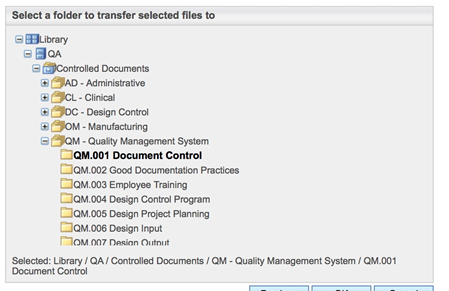 Select a folder to transfer selected files to
Library
QA
Controlled Documents
AD - Administrative
CL - Clinical
DC - Design Control
OM - Manufacturing
QM - Quality Management System
QM.001 Document Control
QM.002 Good Documentation Practices
QM.003 Employee Training
QM.004 Design Control Program
QM.005 Design Project Planning
QM.006 Design Input
QM.007 Design Output
Selected: Library / QA / Controlled Documents / QM - Quality Management System / QM.001
Document Control